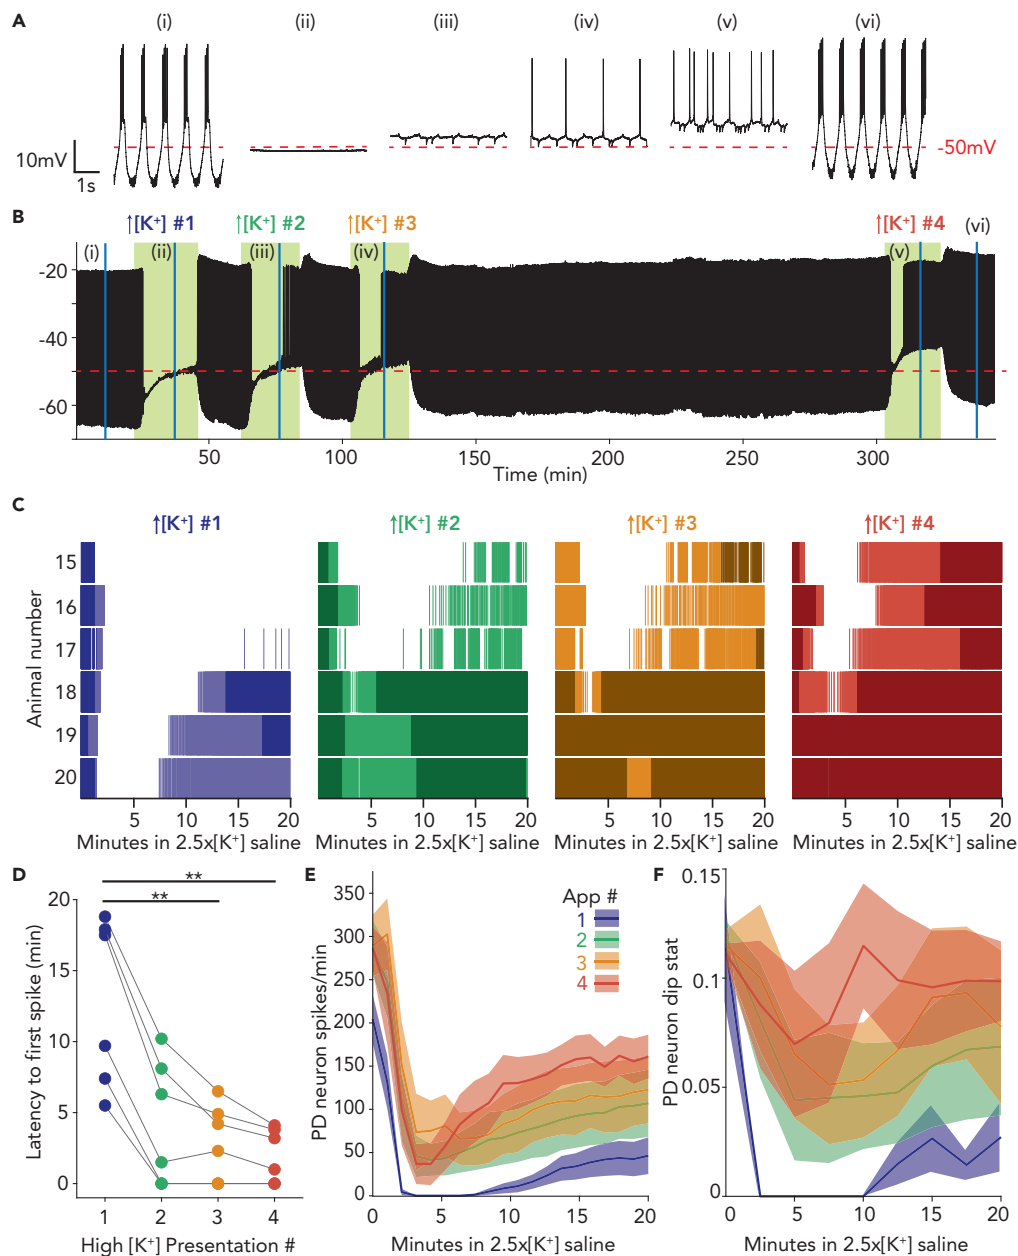 A
(i) (ii) (iii) (iv) (v) (vi)
10mV
1s
-50mV
B
↑[K⁺] #1 ↑[K⁺] #2 ↑[K⁺] #3 ↑[K⁺] #4
(i) (ii) (iii) (iv) (v) (vi)
-20
-40
-60
50 100 150 200 250 300
Time (min)
C
↑[K⁺] #1 ↑[K⁺] #2 ↑[K⁺] #3 ↑[K⁺] #4
Animal number
15
16
17
18
19
20
5 10 15 20 5 10 15 20 5 10 15 20 5 10 15 20
Minutes in 2.5x[K⁺] saline Minutes in 2.5x[K⁺] saline Minutes in 2.5x[K⁺] saline Minutes in 2.5x[K⁺] saline
D
**
**
Latency to first spike (min)
20
15
10
5
0
1 2 3 4
High [K⁺] Presentation #
E
PD neuron spikes/min
350
300
250
200
150
100
50
0
App #
1
2
3
4
0 5 10 15 20
Minutes in 2.5x[K⁺] saline
F
PD neuron dip stat
0.15
0.1
0.05
0
0 5 10 15 20
Minutes in 2.5x[K⁺] saline